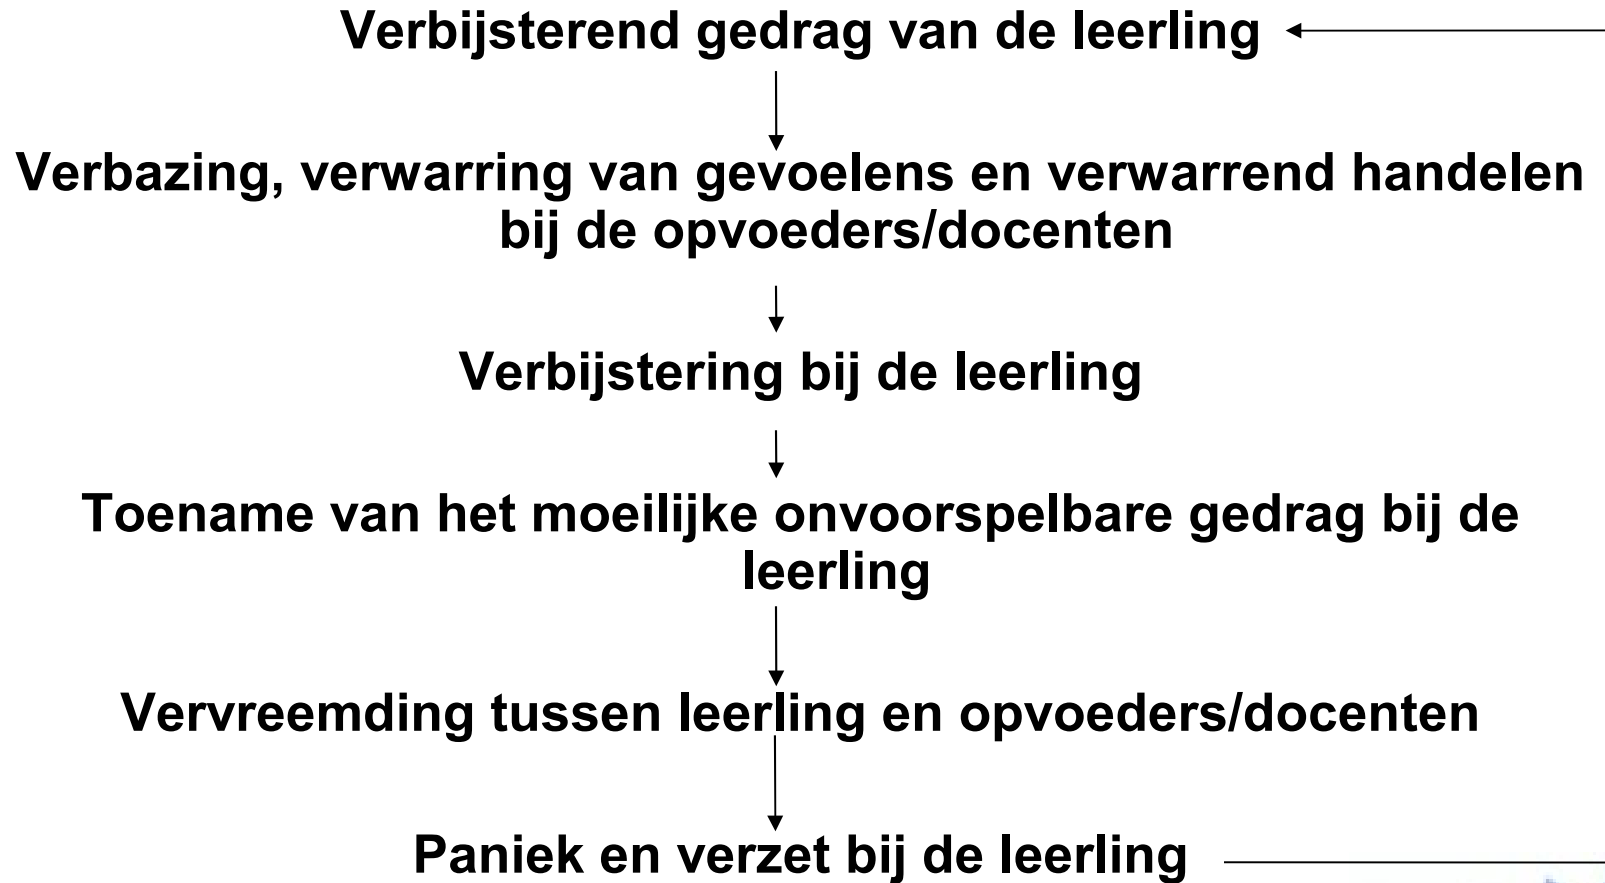 Verbijsterend gedrag van de leerling
Verbazing, verwarring van gevoelens en verwarrend handelen
bij de opvoeders/docenten
Verbijstering bij de leerling
Toename van het moeilijke onvoorspelbare gedrag bij de
leerling
Vervreemding tussen leerling en opvoeders/docenten
Paniek en verzet bij de leerling